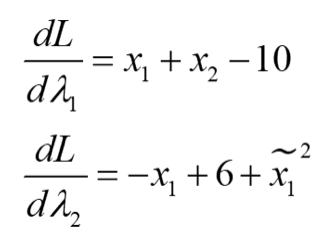 dL/dλ₁ = x₁ + x₂ − 10
dL/dλ₂ = −x₁ + 6 + x̃₁²